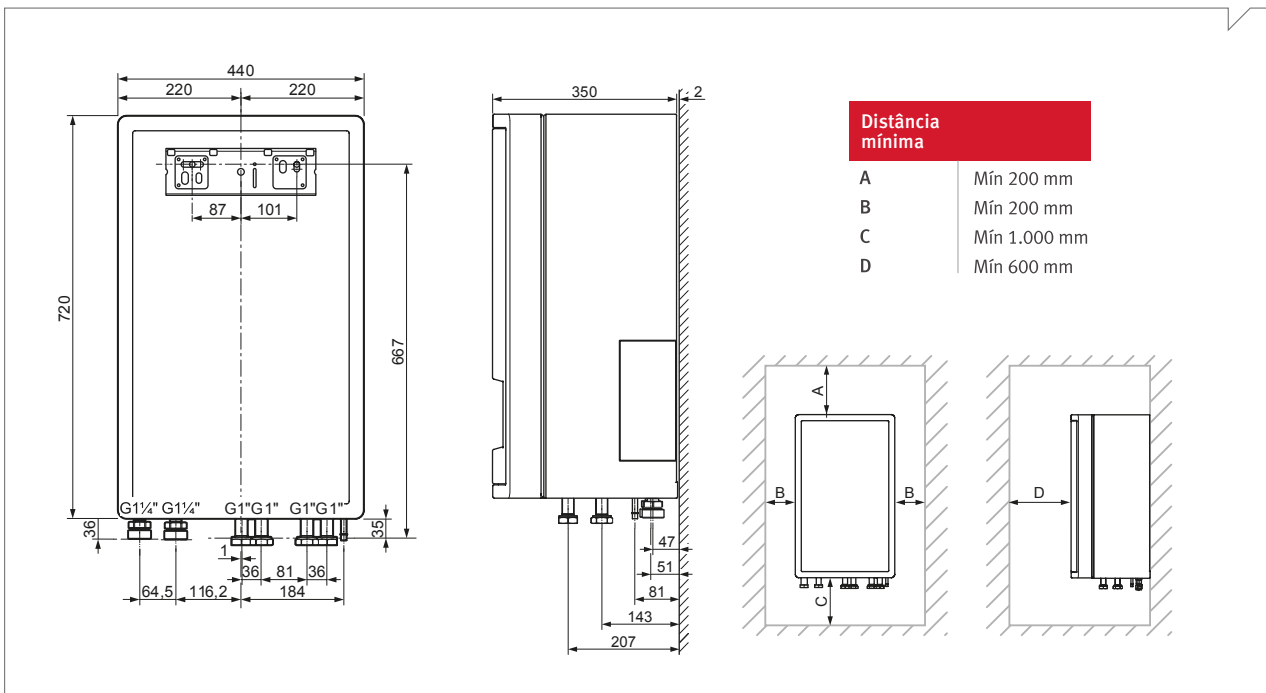 440
220 220
87 101
720
667
G1¼" G1¼" G1" G1" G1" G1"
36
35
1
36 81 36
64,5 116,2 184
350 2
47
51
81
143
207
Distância
mínima
A Mín 200 mm
B Mín 200 mm
C Mín 1.000 mm
D Mín 600 mm
A
B B
C
D